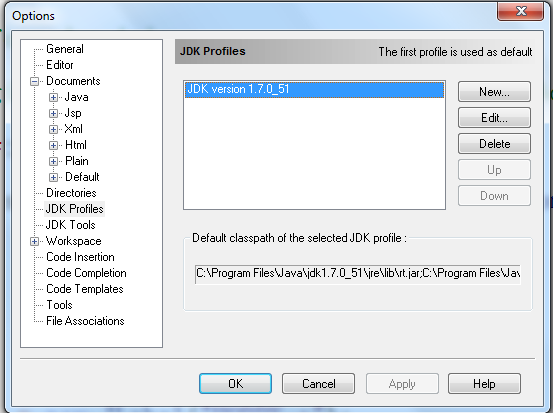 Options
General
Editor
Documents
Java
Jsp
Xml
Html
Plain
Default
Directories
JDK Profiles
JDK Tools
Workspace
Code Insertion
Code Completion
Code Templates
Tools
File Associations
JDK Profiles The first profile is used as default
JDK version 1.7.0_51
New...
Edit...
Delete
Up
Down
Default classpath of the selected JDK profile :
C:\Program Files\Java\jdk1.7.0_51\jre\lib\rt.jar;C:\Program Files\Ja
OK Cancel Apply Help